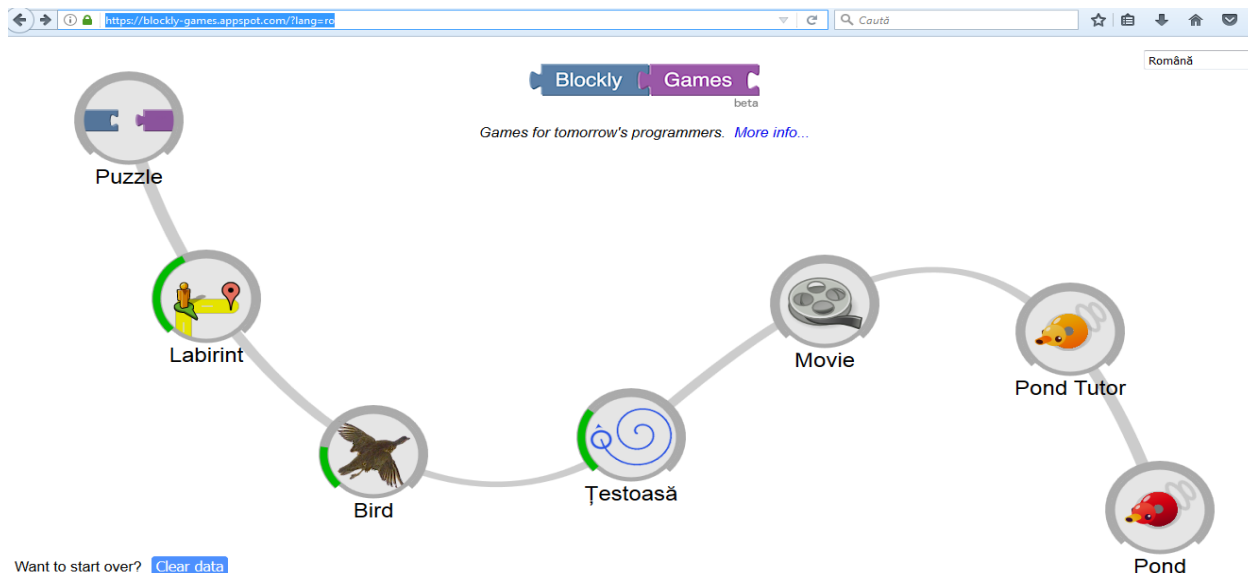 https://blockly-games.appspot.com/?lang=ro
Caută
Română
Blockly Games
beta
Games for tomorrow's programmers. More info...
Puzzle
Labirint
Movie
Pond Tutor
Țestoasă
Bird
Pond
Want to start over? Clear data